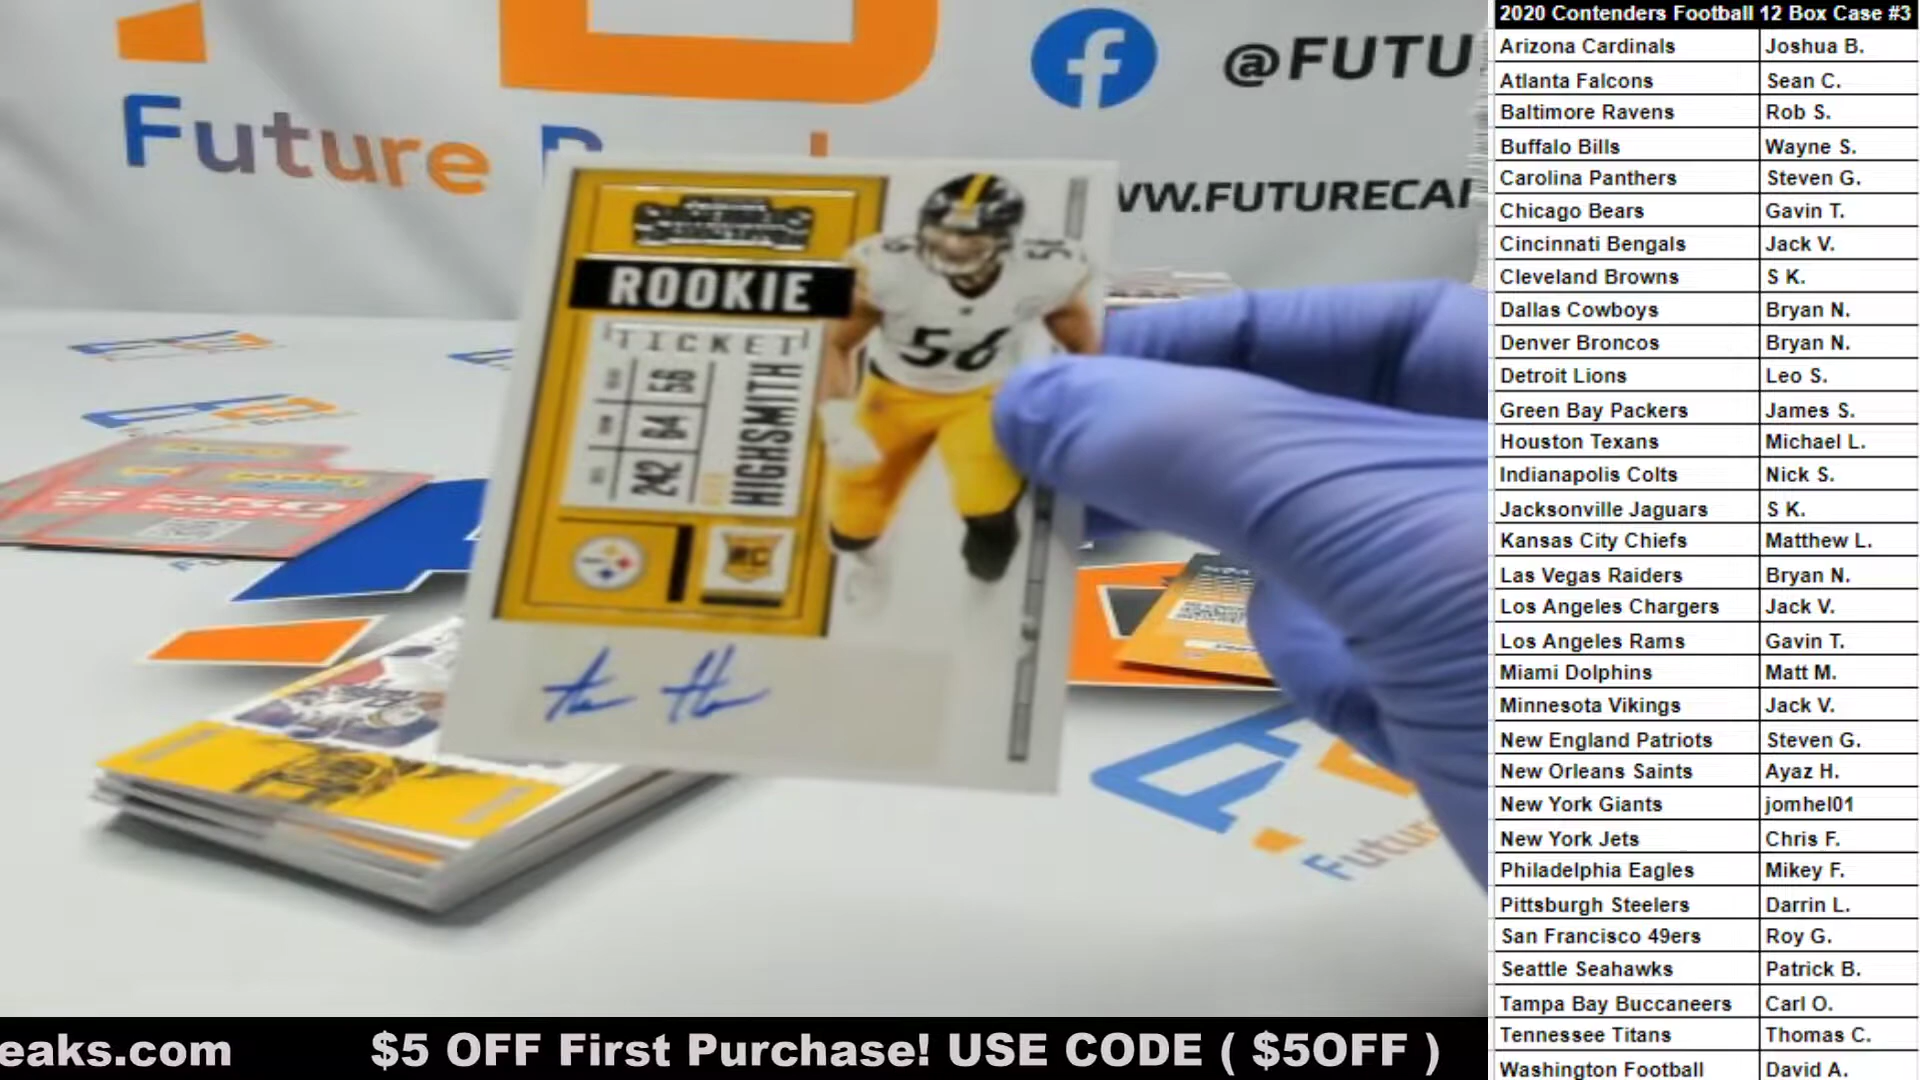 Future
@FUTU
WWW.FUTURECAR
ROOKIE
TICKET
56
64
242
HIGHSMITH
RC
Futur
2020 Contenders Football 12 Box Case #3
Arizona Cardinals Joshua B.
Atlanta Falcons Sean C.
Baltimore Ravens Rob S.
Buffalo Bills Wayne S.
Carolina Panthers Steven G.
Chicago Bears Gavin T.
Cincinnati Bengals Jack V.
Cleveland Browns S K.
Dallas Cowboys Bryan N.
Denver Broncos Bryan N.
Detroit Lions Leo S.
Green Bay Packers James S.
Houston Texans Michael L.
Indianapolis Colts Nick S.
Jacksonville Jaguars S K.
Kansas City Chiefs Matthew L.
Las Vegas Raiders Bryan N.
Los Angeles Chargers Jack V.
Los Angeles Rams Gavin T.
Miami Dolphins Matt M.
Minnesota Vikings Jack V.
New England Patriots Steven G.
New Orleans Saints Ayaz H.
New York Giants jomhel01
New York Jets Chris F.
Philadelphia Eagles Mikey F.
Pittsburgh Steelers Darrin L.
San Francisco 49ers Roy G.
Seattle Seahawks Patrick B.
Tampa Bay Buccaneers Carl O.
Tennessee Titans Thomas C.
Washington Football David A.
eaks.com $5 OFF First Purchase! USE CODE ( $5OFF )